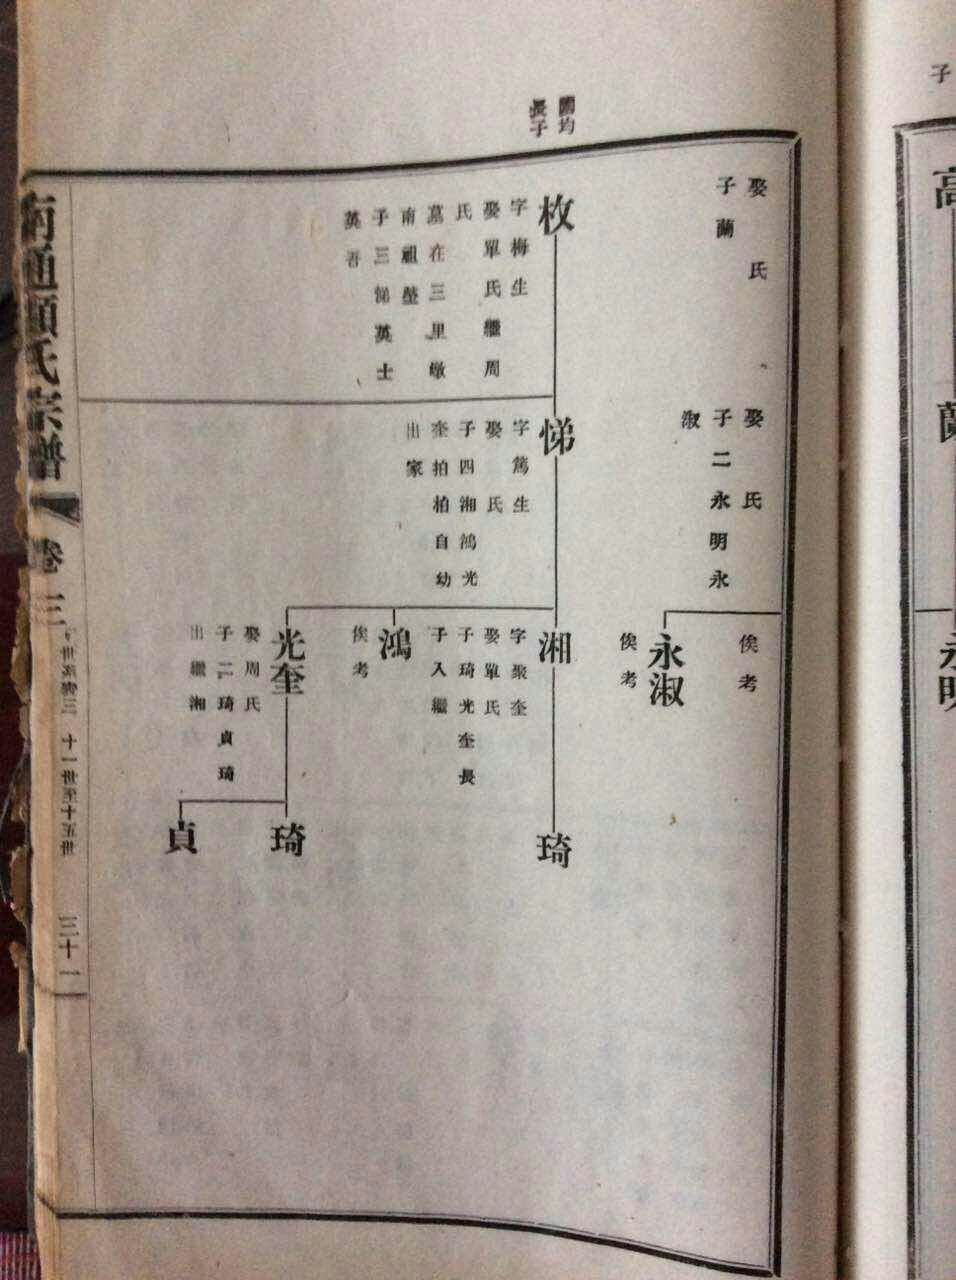 子
高
蘭
永明
娶　氏
子蘭
娶　氏
子二永明永
淑
俟考
永淑
俟考
國均
長子
枚
字梅生
娶單氏繼周
氏
墓在三里墩
南祖塋
子三悌英士
英吾
悌
字篤生
娶　氏
子四湘鴻光
奎拍柏自幼
出家
湘
字聚奎
娶單氏
子琦光奎長
子入繼
琦
鴻
俟考
光奎
娶周氏
子二琦貞琦
出繼湘
琦
貞
南通顧氏宗譜
卷三
十一世至十五世
三十一